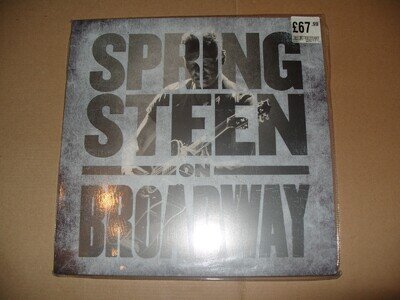 £67.99
SPRING
STEEN
ON
BROADWAY